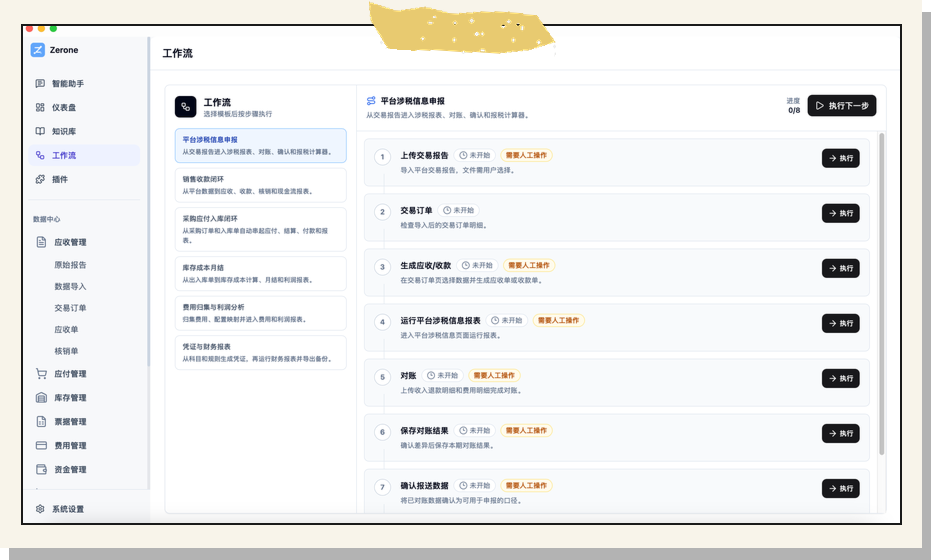 Zerone
智能助手
仪表盘
知识库
工作流
插件
数据中心
应收管理
原始报告
数据导入
交易订单
应收单
核销单
应付管理
库存管理
票据管理
费用管理
资金管理
系统设置
工作流
工作流
选择模板后按步骤执行
平台涉税信息申报
从交易报告进入涉税报表、对账、确认和报税计算器。
销售收款闭环
从平台数据到应收、收款、核销和现金流报表。
采购应付入库闭环
从采购订单和入库单自动串起应付、结算、付款和报
表。
库存成本月结
从出入库单到库存成本计算、月结和利润报表。
费用归集与利润分析
归集费用、配置映射并进入费用和利润报表。
凭证与财务报表
从科目和规则生成凭证，再运行财务报表并导出备份。
平台涉税信息申报
从交易报告进入涉税报表、对账、确认和报税计算器。
进度
0/8
执行下一步
1 上传交易报告 未开始 需要人工操作 执行
导入平台交易报告，文件需用户选择。
2 交易订单 未开始 执行
检查导入后的交易订单明细。
3 生成应收/收款 未开始 需要人工操作 执行
在交易订单页选择数据并生成应收单或收款单。
4 运行平台涉税信息报表 未开始 需要人工操作 执行
进入平台涉税信息页面运行报表。
5 对账 未开始 需要人工操作 执行
上传收入退款明细和费用明细完成对账。
6 保存对账结果 未开始 需要人工操作 执行
确认差异后保存本期对账结果。
7 确认报送数据 未开始 需要人工操作 执行
将已对账数据确认为可用于申报的口径。